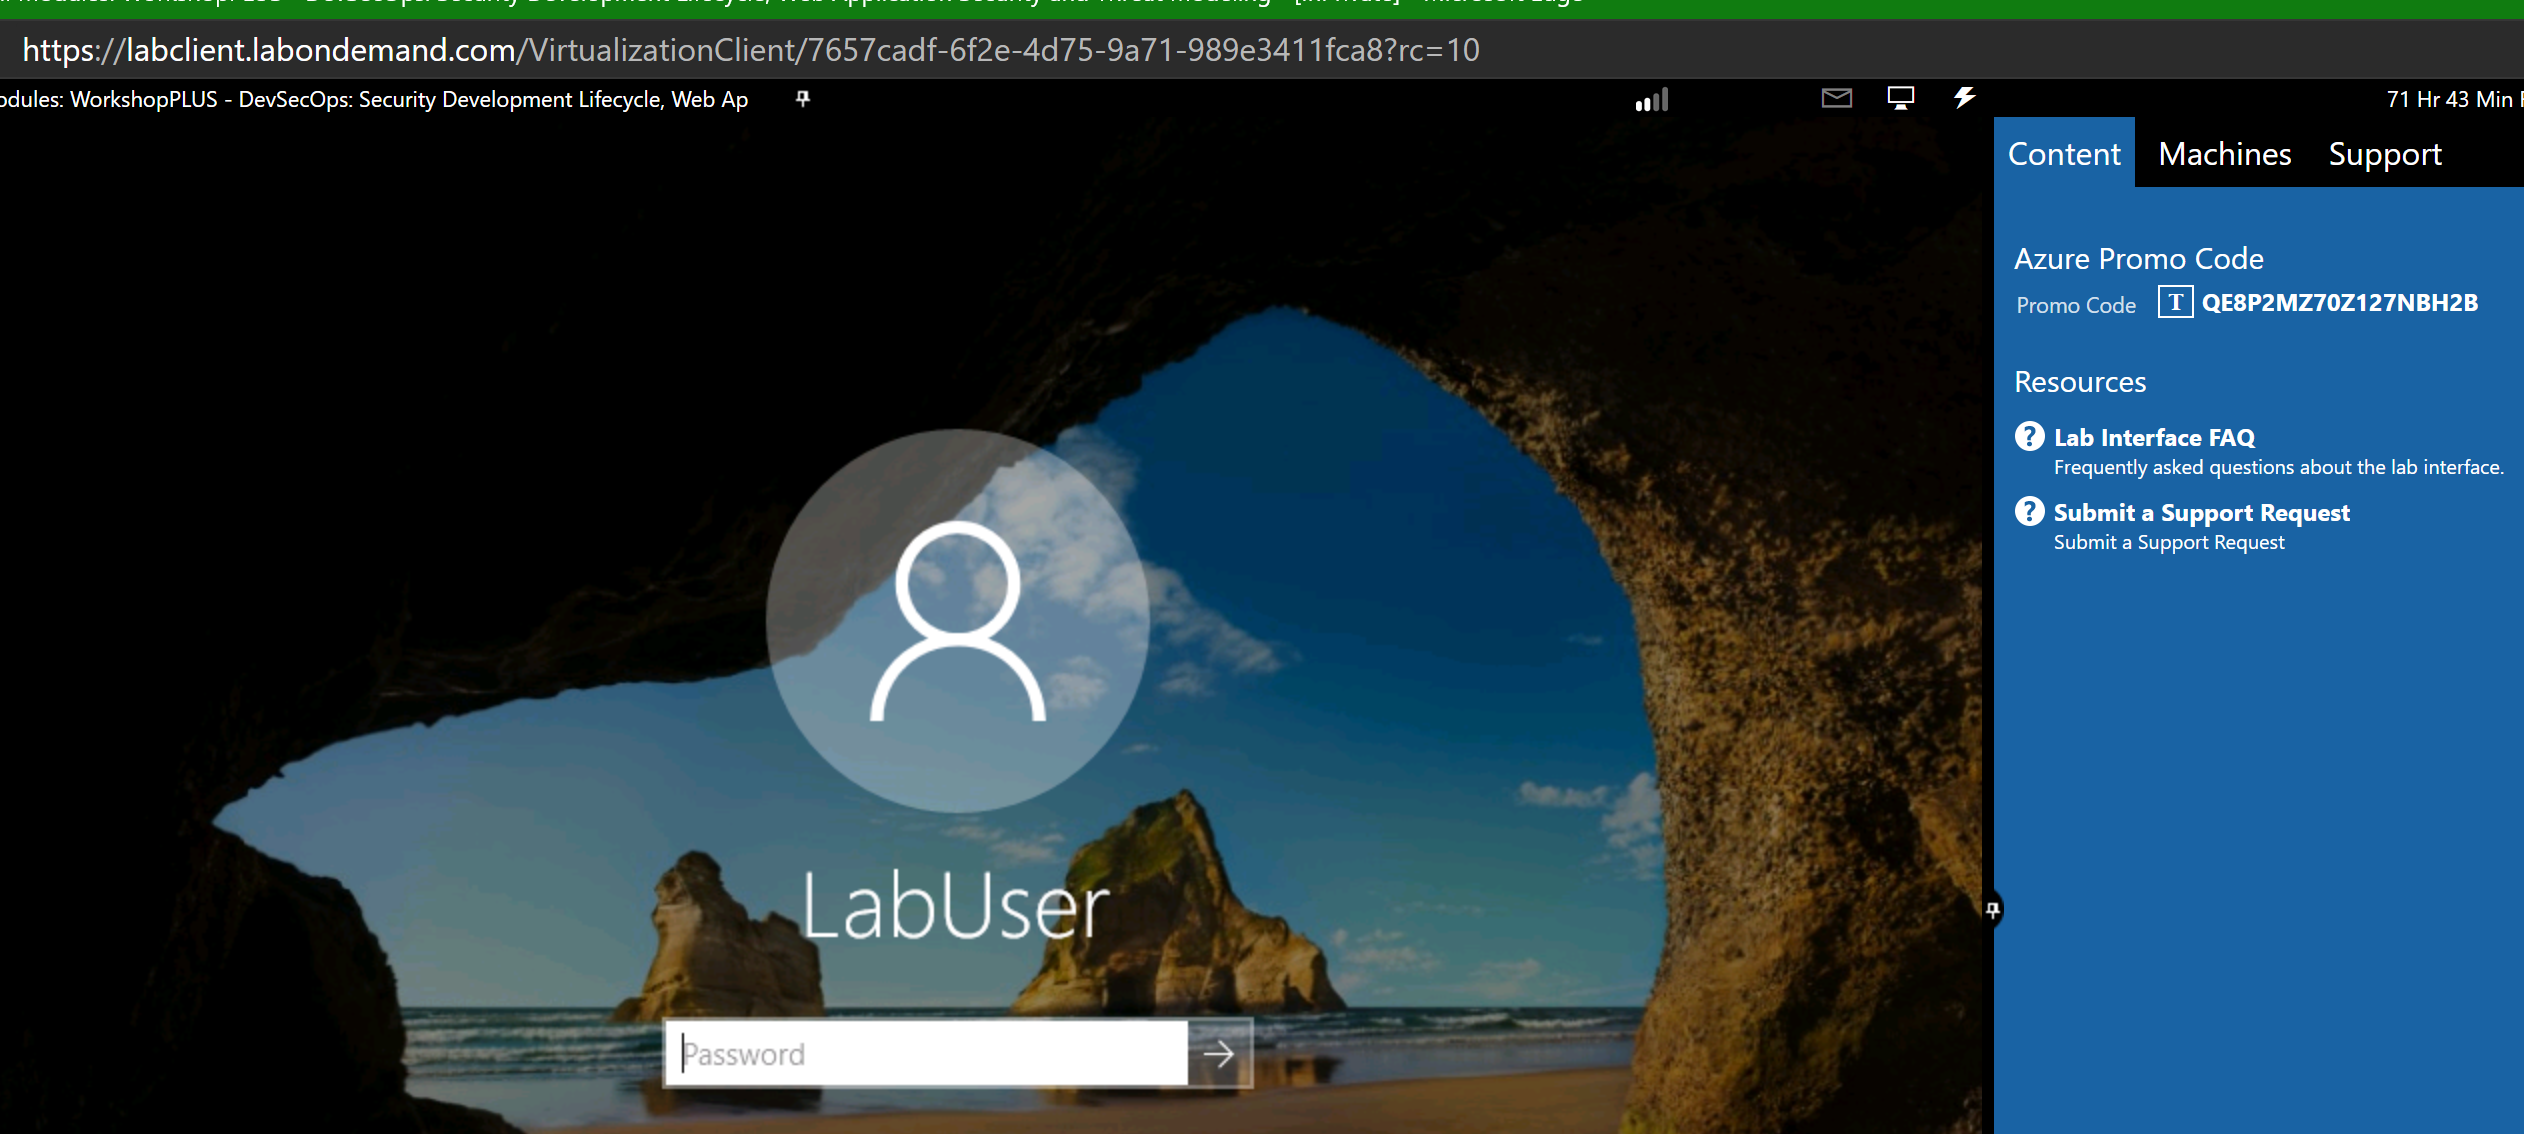 https://labclient.labondemand.com/VirtualizationClient/7657cadf-6f2e-4d75-9a71-989e3411fca8?rc=10
odules: WorkshopPLUS - DevSecOps: Security Development Lifecycle, Web Ap
71 Hr 43 Min
Content Machines Support
Azure Promo Code
Promo Code T QE8P2MZ70Z127NBH2B
Resources
? Lab Interface FAQ
Frequently asked questions about the lab interface.
? Submit a Support Request
Submit a Support Request
LabUser
Password